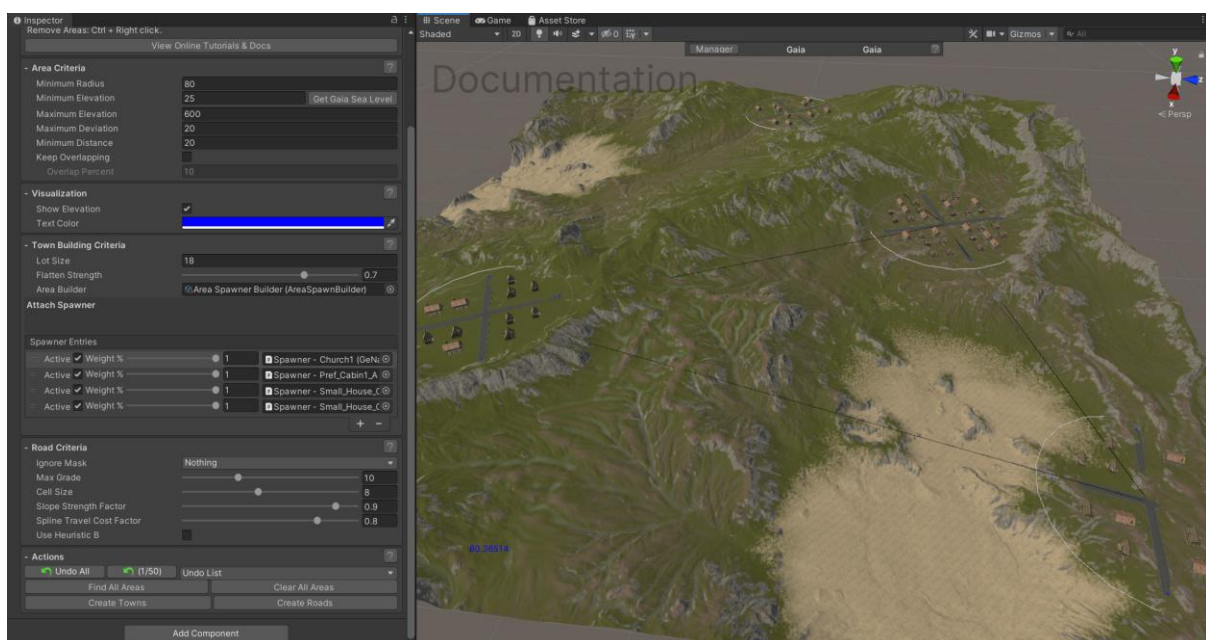 Inspector
Remove Areas: Ctrl + Right click.
View Online Tutorials & Docs
- Area Criteria ?
Minimum Radius 80
Minimum Elevation 25 Get Gaia Sea Level
Maximum Elevation 600
Maximum Deviation 20
Minimum Distance 20
Keep Overlapping
Overlap Percent 10
- Visualization ?
Show Elevation
Text Color
- Town Building Criteria ?
Lot Size 18
Flatten Strength 0.7
Area Builder Area Spawner Builder (AreaSpawnBuilder)
Attach Spawner
Spawner Entries
Active Weight % 1 Spawner - Church1 (GeNa
Active Weight % 1 Spawner - Pref_Cabin1_A
Active Weight % 1 Spawner - Small_House_
Active Weight % 1 Spawner - Small_House_
+ -
- Road Criteria ?
Ignore Mask Nothing
Max Grade 10
Cell Size 8
Slope Strength Factor 0.9
Spline Travel Cost Factor 0.8
Use Heuristic B
- Actions ?
Undo All (1/50) Undo List
Find All Areas Clear All Areas
Create Towns Create Roads
Add Component
Scene Game Asset Store
Shaded 2D 0 Gizmos All
Manager Gaia Gaia ?
Documentation
y
z
x
< Persp
80.26514